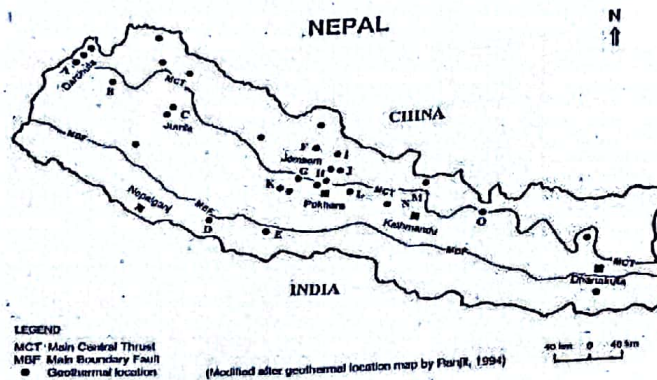 NEPAL
N
CHINA
Darchula
A
B
MCT
C
Jumla
MBF
F
I
Jomsom
H
J
G
K
L
MCT
M
N
Pokhara
Kathmandu
O
Nepalganj
MBF
D
E
MBF
MCT
Dhankuta
INDIA
LEGEND
MCT Main Central Thrust
MBF Main Boundary Fault
Geothermal location
(Modified after geothermal location map by Ranjit, 1994)
40 km 0 40 km